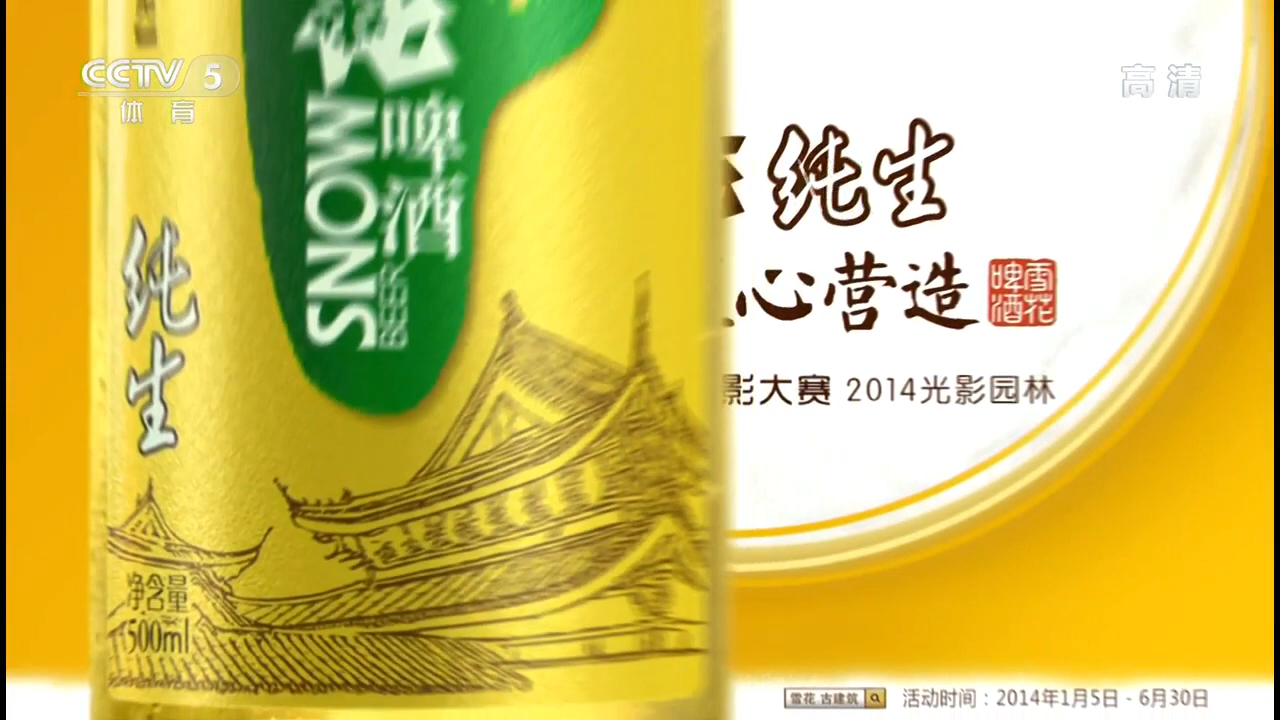 CCTV 5
体育
高清
SNOW
BEER
啤酒
纯生
净含量
500ml
纯生
心营造
雪花
啤酒
影大赛 2014光影园林
雪花 古建筑
活动时间：2014年1月5日 - 6月30日